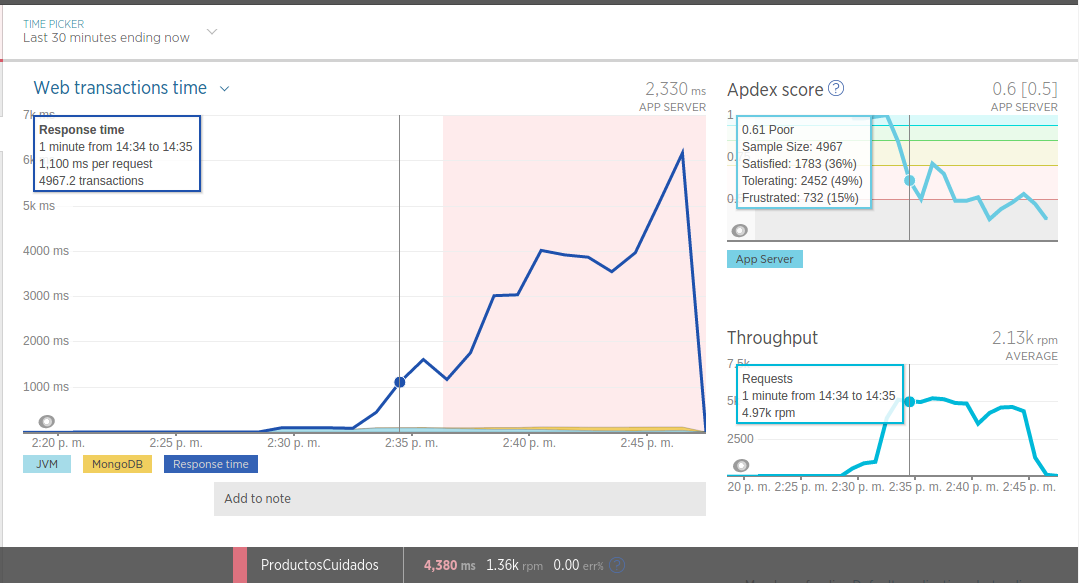 TIME PICKER
Last 30 minutes ending now
Web transactions time
2,330 ms
APP SERVER
7k ms
Response time
1 minute from 14:34 to 14:35
1,100 ms per request
4967.2 transactions
5k ms
4000 ms
3000 ms
2000 ms
1000 ms
2:20 p. m.
2:25 p. m.
2:30 p. m.
2:35 p. m.
2:40 p. m.
2:45 p. m.
JVM
MongoDB
Response time
Add to note
Apdex score ?
0.6 [0.5]
APP SERVER
1
0.61 Poor
Sample Size: 4967
Satisfied: 1783 (36%)
Tolerating: 2452 (49%)
Frustrated: 732 (15%)
App Server
Throughput
2.13k rpm
AVERAGE
7.5k
Requests
1 minute from 14:34 to 14:35
4.97k rpm
2500
20 p. m. 2:25 p. m. 2:30 p. m. 2:35 p. m. 2:40 p. m. 2:45 p. m.
ProductosCuidados
4,380 ms 1.36k rpm 0.00 err% ?